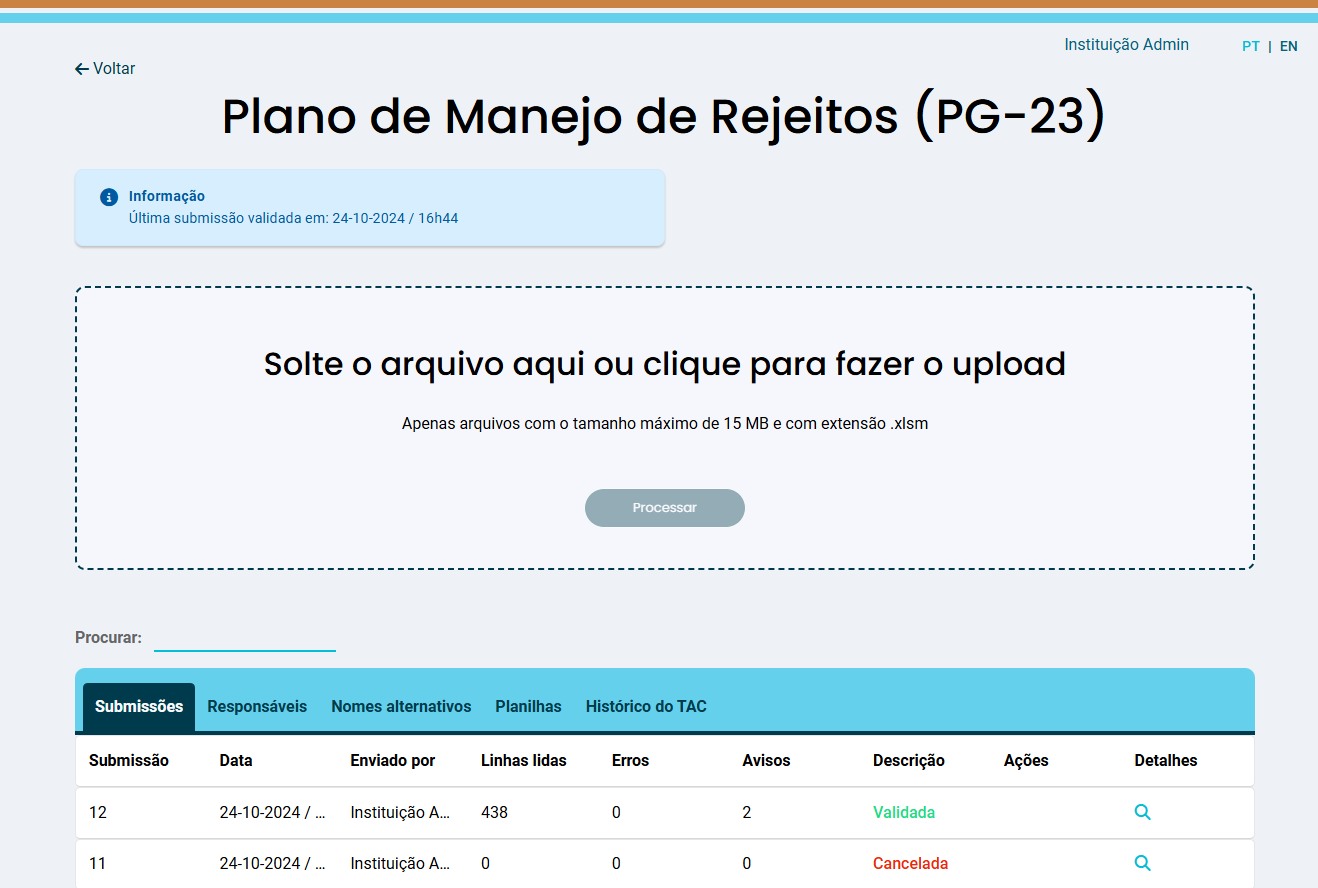 Instituição Admin PT | EN
Voltar
Plano de Manejo de Rejeitos (PG-23)
Informação
Última submissão validada em: 24-10-2024 / 16h44
Solte o arquivo aqui ou clique para fazer o upload
Apenas arquivos com o tamanho máximo de 15 MB e com extensão .xlsm
Processar
Procurar:
Submissões Responsáveis Nomes alternativos Planilhas Histórico do TAC
Submissão Data Enviado por Linhas lidas Erros Avisos Descrição Ações Detalhes
12 24-10-2024 / ... Instituição A... 438 0 2 Validada
11 24-10-2024 / ... Instituição A... 0 0 0 Cancelada